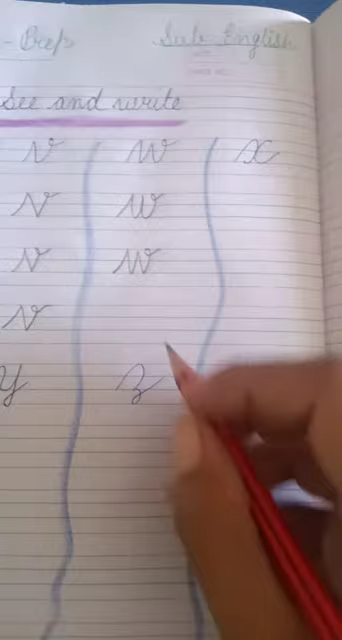 - Prep Sub English
See and write
v w x
v w
v w
v
y z